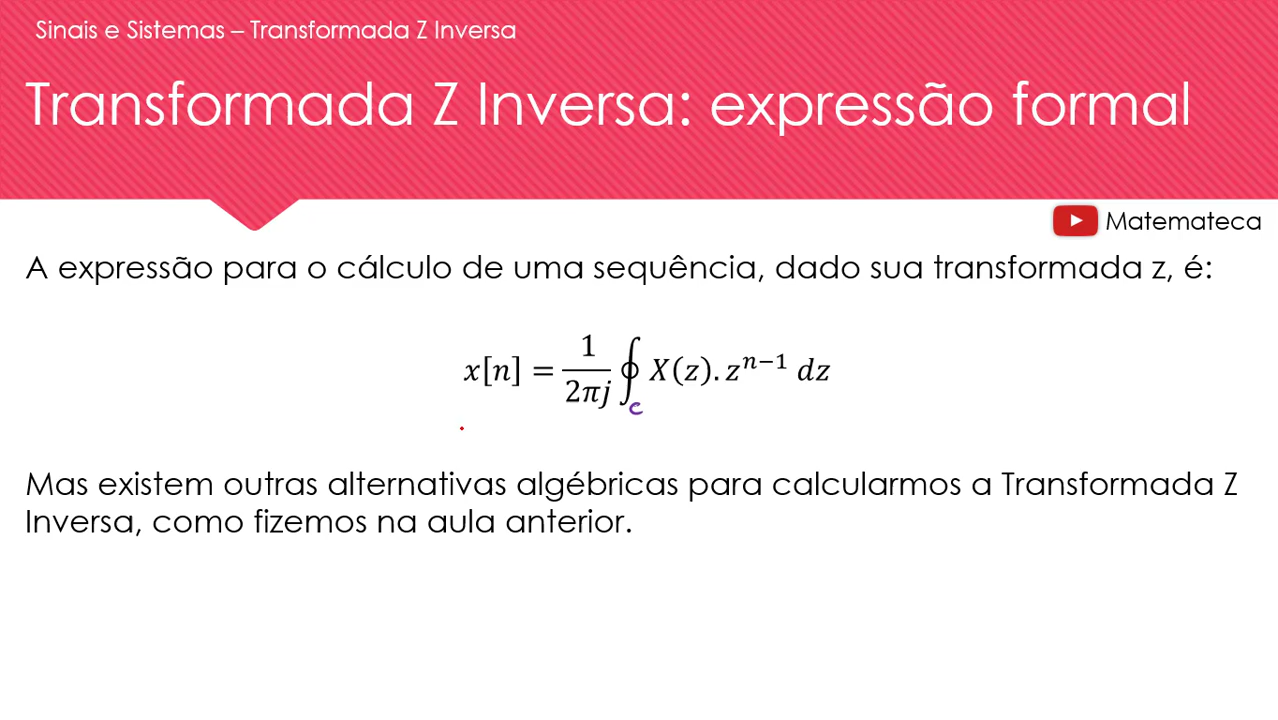 Sinais e Sistemas – Transformada Z Inversa
Transformada Z Inversa: expressão formal
Matemateca
A expressão para o cálculo de uma sequência, dado sua transformada z, é:
x[n] = 1/(2πj) ∮_C X(z). z^{n−1} dz
Mas existem outras alternativas algébricas para calcularmos a Transformada Z
Inversa, como fizemos na aula anterior.